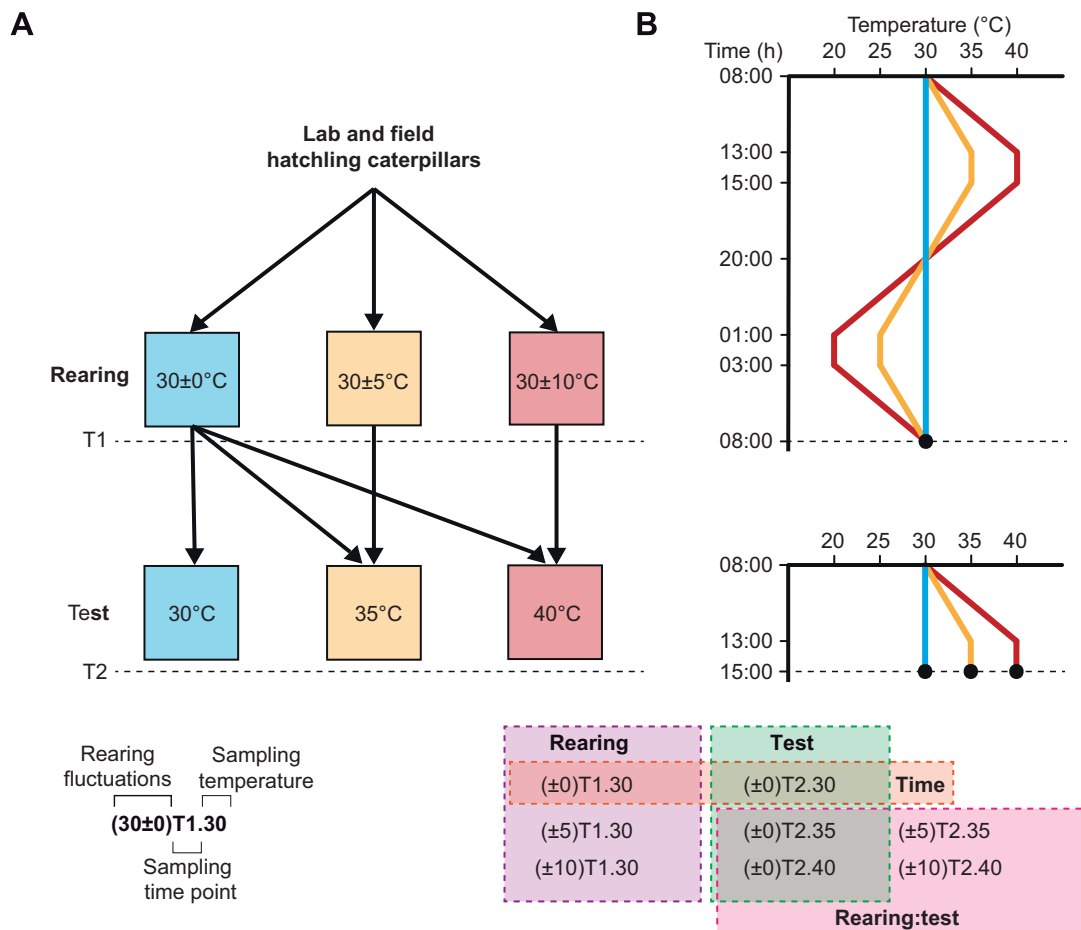 A
Lab and field
hatchling caterpillars
Rearing
30±0°C
30±5°C
30±10°C
T1
Test
30°C
35°C
40°C
T2
Rearing
fluctuations
Sampling
temperature
(30±0)T1.30
Sampling
time point
B
Temperature (°C)
Time (h) 20 25 30 35 40
08:00
13:00
15:00
20:00
01:00
03:00
08:00
20 25 30 35 40
08:00
13:00
15:00
Rearing Test
(±0)T1.30 (±0)T2.30 Time
(±5)T1.30 (±0)T2.35 (±5)T2.35
(±10)T1.30 (±0)T2.40 (±10)T2.40
Rearing:test